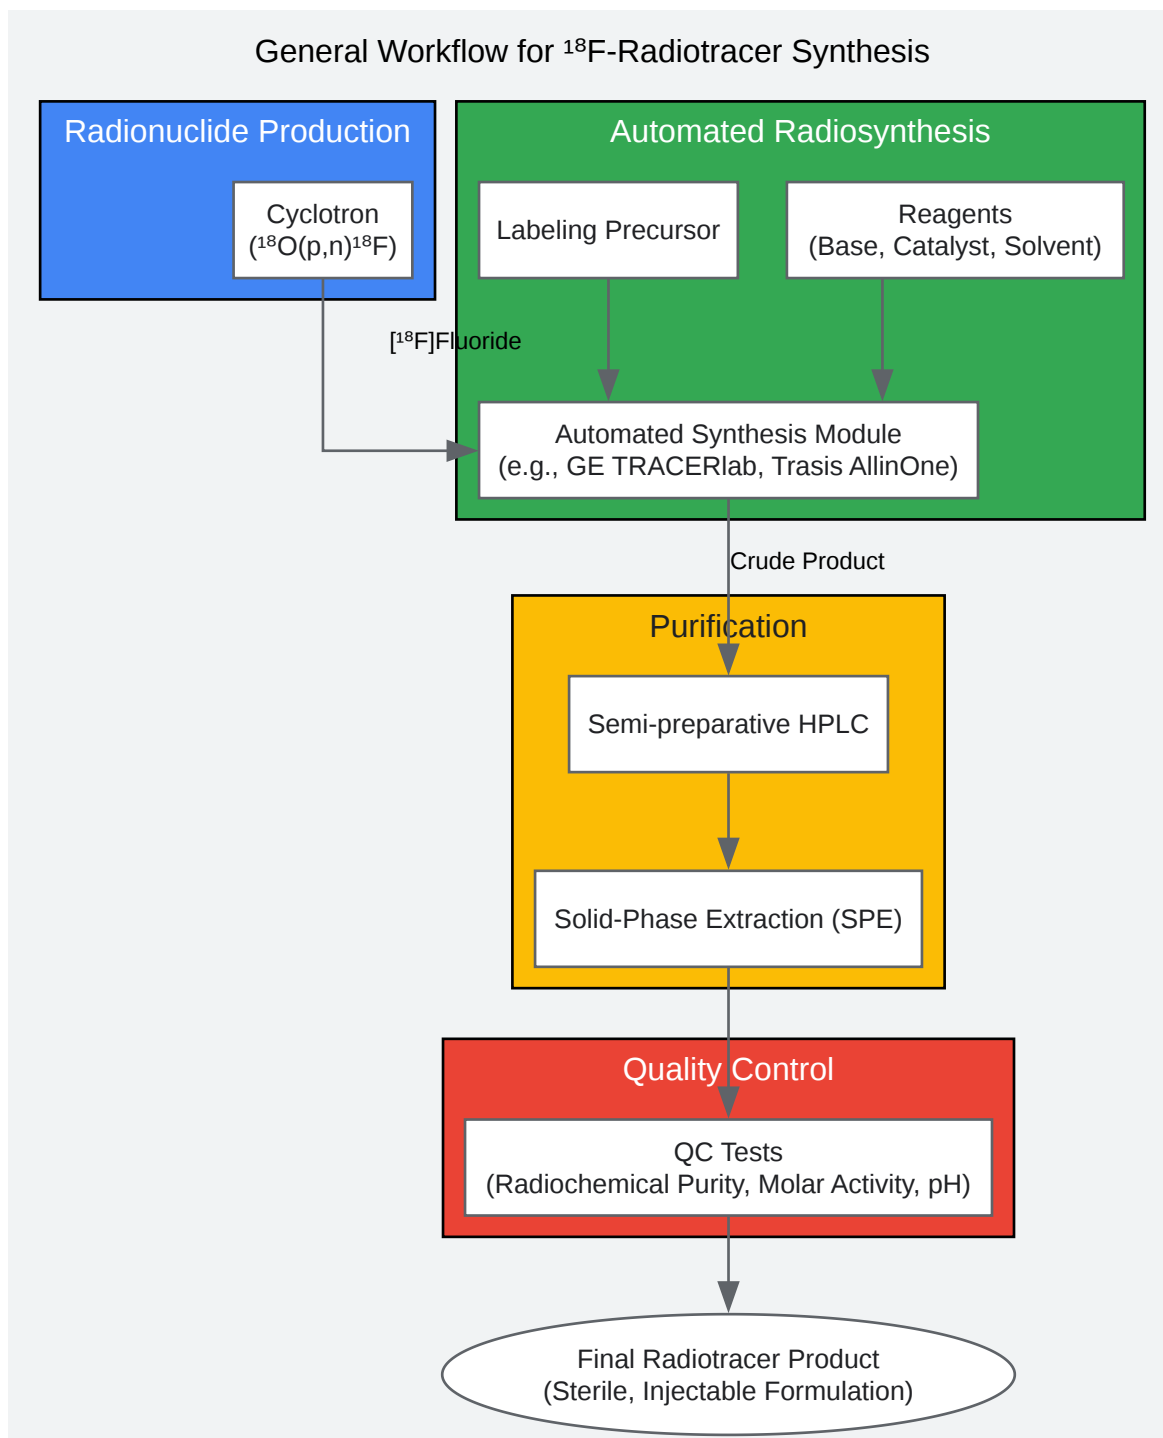 General Workflow for ¹⁸F-Radiotracer Synthesis
Radionuclide Production
Cyclotron
(¹⁸O(p,n)¹⁸F)
Automated Radiosynthesis
Labeling Precursor
Reagents
(Base, Catalyst, Solvent)
[¹⁸F]Fluoride
Automated Synthesis Module
(e.g., GE TRACERlab, Trasis AllinOne)
Crude Product
Purification
Semi-preparative HPLC
Solid-Phase Extraction (SPE)
Quality Control
QC Tests
(Radiochemical Purity, Molar Activity, pH)
Final Radiotracer Product
(Sterile, Injectable Formulation)